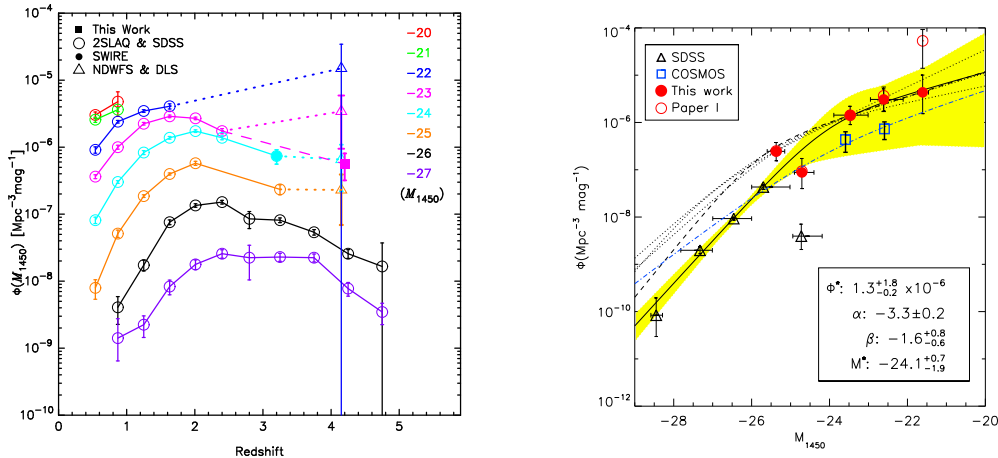 This Work
2SLAQ & SDSS
SWIRE
NDWFS & DLS
-20
-21
-22
-23
-24
-25
-26
-27
(M1450)
10^-4
10^-5
10^-6
10^-7
10^-8
10^-9
10^-10
Φ(M1450) [Mpc^-3 mag^-1]
0 1 2 3 4 5
Redshift
SDSS
COSMOS
This work
Paper I
10^-4
10^-6
10^-8
10^-10
10^-12
Φ(Mpc^-3 mag^-1)
Φ*: 1.3 +1.8 -0.2 x10^-6
α: -3.3±0.2
β: -1.6 +0.8 -0.6
M*: -24.1 +0.7 -1.9
-28 -26 -24 -22 -20
M1450